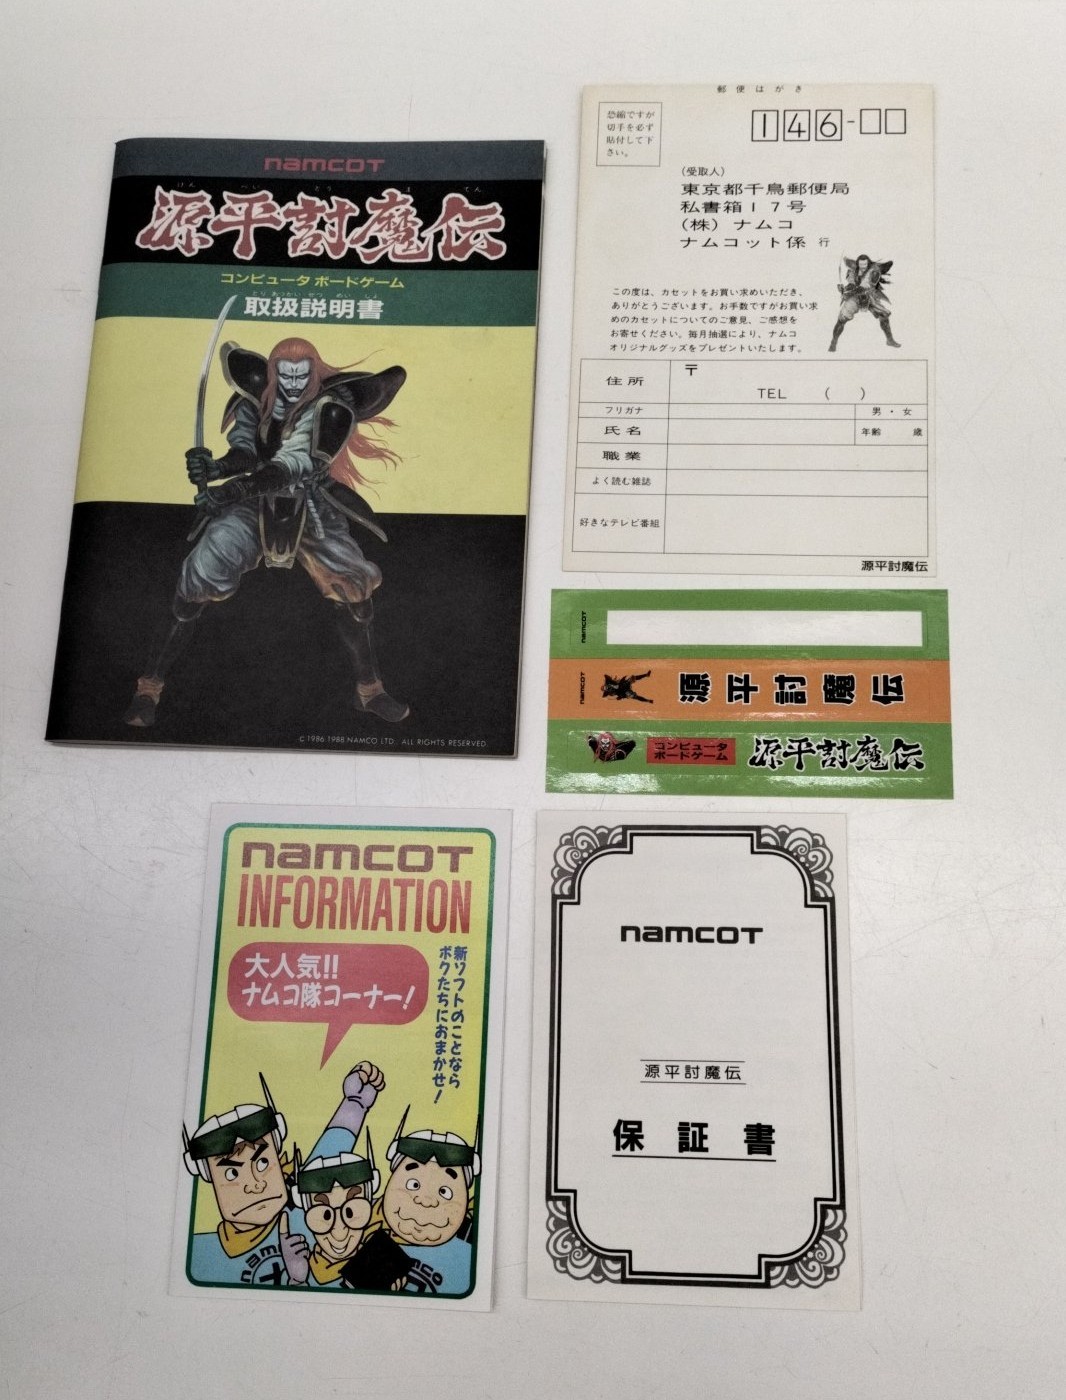 namcot
げん ぺい とう ま でん
源平討魔伝
コンピュータ ボードゲーム
とり あつかい せつ めい しょ
取扱説明書
© 1986 1988 NAMCO LTD. ALL RIGHTS RESERVED.
郵便はがき
恐縮ですが
切手を必ず
貼付して下
さい。
146-□□
(受取人)
東京都千鳥郵便局
私書箱17号
(株)ナムコ
ナムコット係 行
この度は、カセットをお買い求めいただき、
ありがとうございます。お手数ですがお買い求
めのカセットについてのご意見、ご感想を
お寄せください。毎月抽選により、ナムコ
オリジナルグッズをプレゼントいたします。
住所
〒
TEL ( )
フリガナ
男・女
氏名
年齢 歳
職業
よく読む雑誌
好きなテレビ番組
源平討魔伝
namcot
namcot
源平討魔伝
コンピュータ
ボードゲーム
源平討魔伝
namcot
INFORMATION
大人気!!
ナムコ隊コーナー!
新ソフトのことなら
ボクたちにおまかせ!
namcot
源平討魔伝
保証書